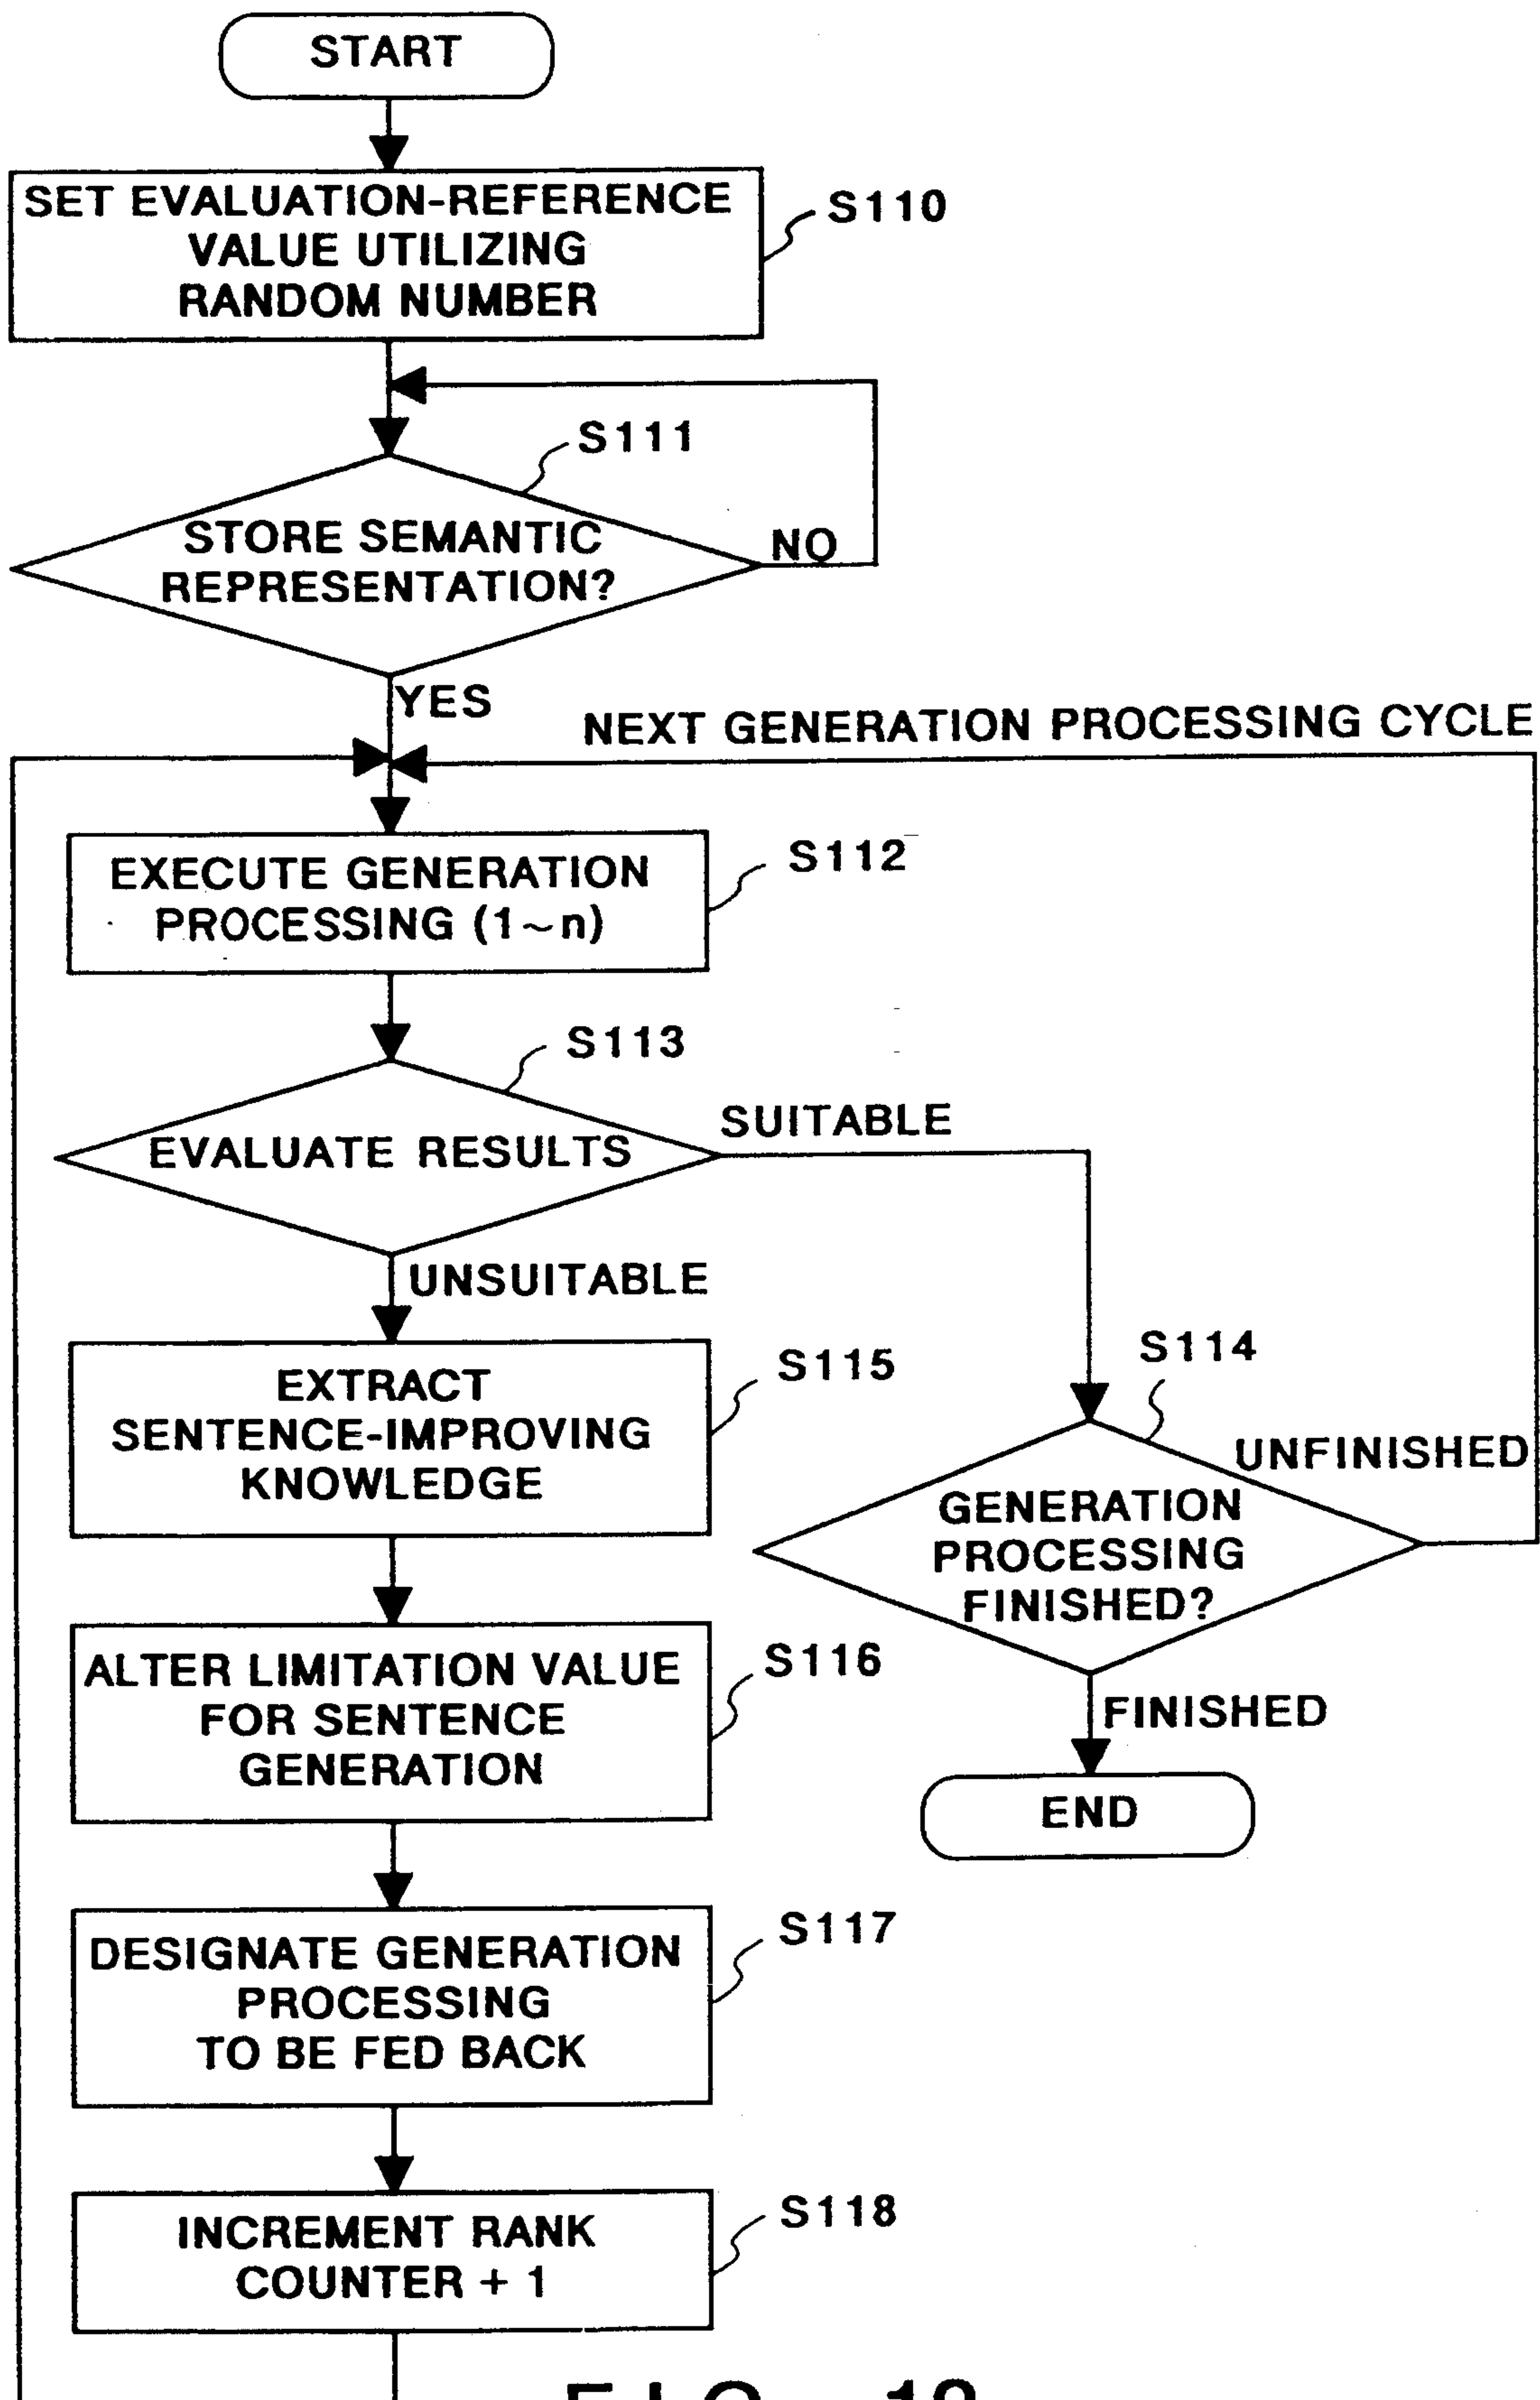 START
SET EVALUATION-REFERENCE
VALUE UTILIZING
RANDOM NUMBER
S110
S111
STORE SEMANTIC
REPRESENTATION?
NO
YES
NEXT GENERATION PROCESSING CYCLE
EXECUTE GENERATION
PROCESSING (1~n)
S112
S113
EVALUATE RESULTS
SUITABLE
UNSUITABLE
EXTRACT
SENTENCE-IMPROVING
KNOWLEDGE
S115
S114
UNFINISHED
GENERATION
PROCESSING
FINISHED?
FINISHED
END
ALTER LIMITATION VALUE
FOR SENTENCE
GENERATION
S116
DESIGNATE GENERATION
PROCESSING
TO BE FED BACK
S117
INCREMENT RANK
COUNTER + 1
S118